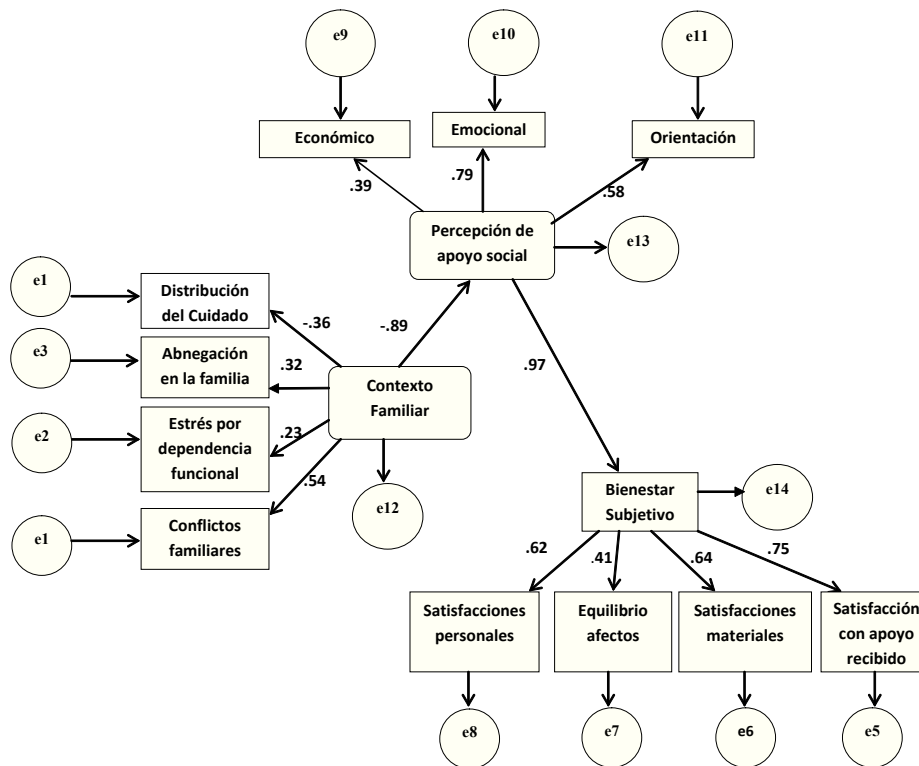 e9
e10
e11
Económico
Emocional
Orientación
.39
.79
.58
Percepción de
apoyo social
e13
e1
Distribución
del Cuidado
-.36
-.89
e3
Abnegación
en la familia
.32
.97
Contexto
Familiar
e2
Estrés por
dependencia
funcional
.23
.54
e12
e1
Conflictos
familiares
Bienestar
Subjetivo
e14
.62
.41
.64
.75
Satisfacciones
personales
Equilibrio
afectos
Satisfacciones
materiales
Satisfacción
con apoyo
recibido
e8
e7
e6
e5